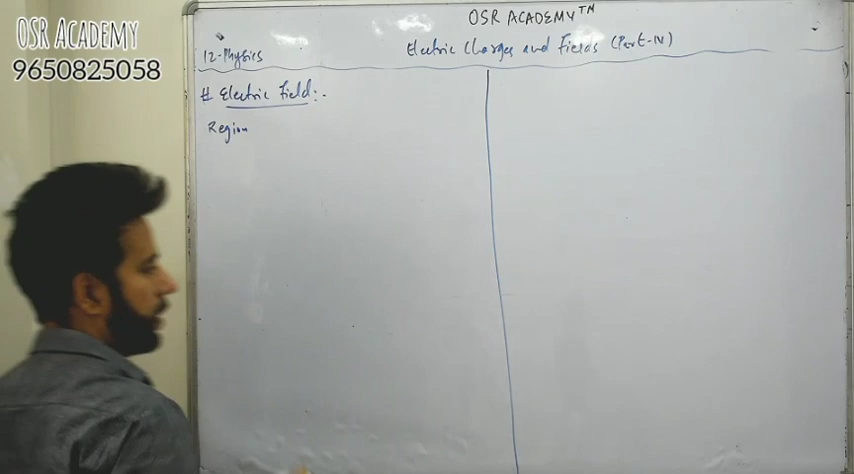 OSR ACADEMY
9650825058
OSR ACADEMY™
12-Physics
Electric Charges and Fields (Part-IV)
# Electric Field:-
Region